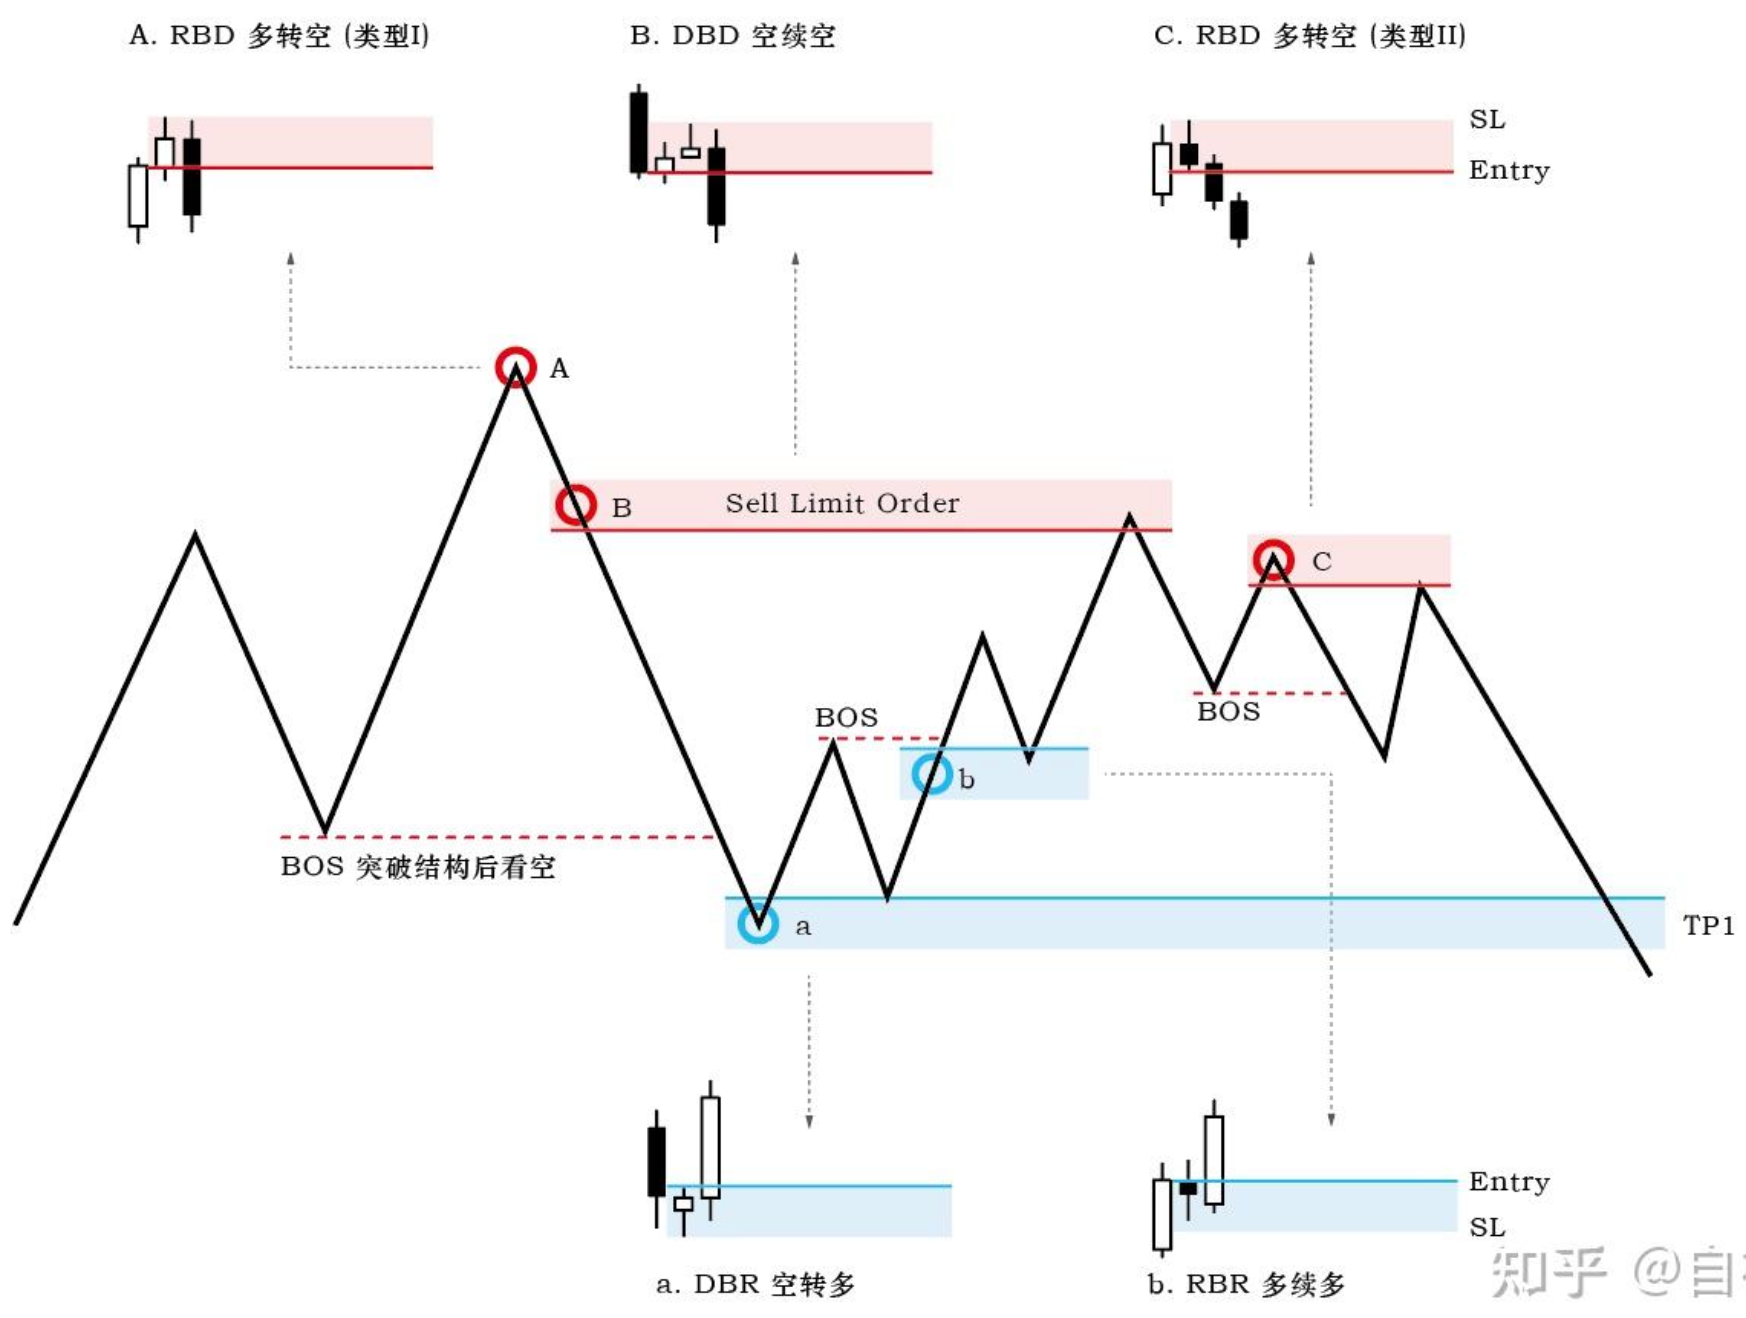 A. RBD 多转空 (类型I)
B. DBD 空续空
C. RBD 多转空 (类型II)
SL
Entry
A
B
Sell Limit Order
C
BOS
BOS
b
BOS 突破结构后看空
a
TP1
Entry
SL
a. DBR 空转多
b. RBR 多续多
知乎 @自